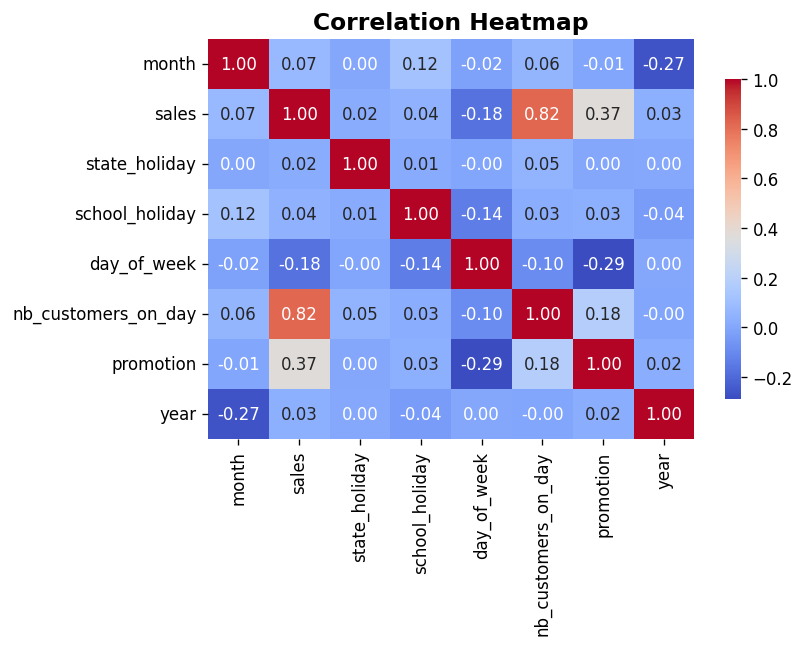 Correlation Heatmap
month 1.00 0.07 0.00 0.12 -0.02 0.06 -0.01 -0.27
sales 0.07 1.00 0.02 0.04 -0.18 0.82 0.37 0.03
state_holiday 0.00 0.02 1.00 0.01 -0.00 0.05 0.00 0.00
school_holiday 0.12 0.04 0.01 1.00 -0.14 0.03 0.03 -0.04
day_of_week -0.02 -0.18 -0.00 -0.14 1.00 -0.10 -0.29 0.00
nb_customers_on_day 0.06 0.82 0.05 0.03 -0.10 1.00 0.18 -0.00
promotion -0.01 0.37 0.00 0.03 -0.29 0.18 1.00 0.02
year -0.27 0.03 0.00 -0.04 0.00 -0.00 0.02 1.00
month
sales
state_holiday
school_holiday
day_of_week
nb_customers_on_day
promotion
year
1.0
0.8
0.6
0.4
0.2
0.0
−0.2